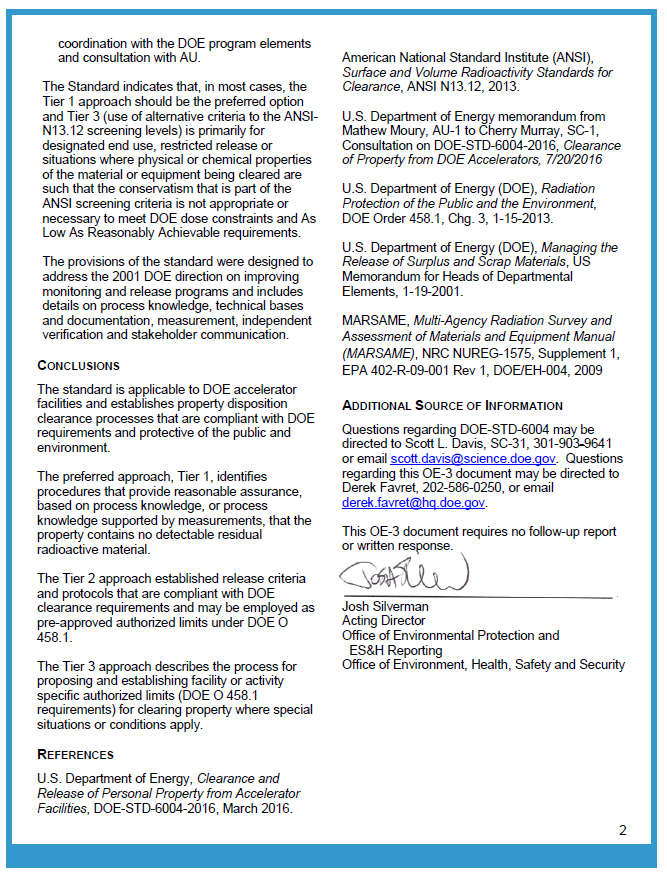 coordination with the DOE program elements
and consultation with AU.
The Standard indicates that, in most cases, the
Tier 1 approach should be the preferred option
and Tier 3 (use of alternative criteria to the ANSI-
N13.12 screening levels) is primarily for
designated end use, restricted release or
situations where physical or chemical properties
of the material or equipment being cleared are
such that the conservatism that is part of the
ANSI screening criteria is not appropriate or
necessary to meet DOE dose constraints and As
Low As Reasonably Achievable requirements.
The provisions of the standard were designed to
address the 2001 DOE direction on improving
monitoring and release programs and includes
details on process knowledge, technical bases
and documentation, measurement, independent
verification and stakeholder communication.
CONCLUSIONS
The standard is applicable to DOE accelerator
facilities and establishes property disposition
clearance processes that are compliant with DOE
requirements and protective of the public and
environment.
The preferred approach, Tier 1, identifies
procedures that provide reasonable assurance,
based on process knowledge, or process
knowledge supported by measurements, that the
property contains no detectable residual
radioactive material.
The Tier 2 approach established release criteria
and protocols that are compliant with DOE
clearance requirements and may be employed as
pre-approved authorized limits under DOE O
458.1.
The Tier 3 approach describes the process for
proposing and establishing facility or activity
specific authorized limits (DOE O 458.1
requirements) for clearing property where special
situations or conditions apply.
REFERENCES
U.S. Department of Energy, Clearance and
Release of Personal Property from Accelerator
Facilities, DOE-STD-6004-2016, March 2016.
American National Standard Institute (ANSI),
Surface and Volume Radioactivity Standards for
Clearance, ANSI N13.12, 2013.
U.S. Department of Energy memorandum from
Mathew Moury, AU-1 to Cherry Murray, SC-1,
Consultation on DOE-STD-6004-2016, Clearance
of Property from DOE Accelerators, 7/20/2016
U.S. Department of Energy (DOE), Radiation
Protection of the Public and the Environment,
DOE Order 458.1, Chg. 3, 1-15-2013.
U.S. Department of Energy (DOE), Managing the
Release of Surplus and Scrap Materials, US
Memorandum for Heads of Departmental
Elements, 1-19-2001.
MARSAME, Multi-Agency Radiation Survey and
Assessment of Materials and Equipment Manual
(MARSAME), NRC NUREG-1575, Supplement 1,
EPA 402-R-09-001 Rev 1, DOE/EH-004, 2009
ADDITIONAL SOURCE OF INFORMATION
Questions regarding DOE-STD-6004 may be
directed to Scott L. Davis, SC-31, 301-903-9641
or email scott.davis@science.doe.gov. Questions
regarding this OE-3 document may be directed to
Derek Favret, 202-586-0250, or email
derek.favret@hq.doe.gov.
This OE-3 document requires no follow-up report
or written response.
Josh Silverman
Acting Director
Office of Environmental Protection and
ES&H Reporting
Office of Environment, Health, Safety and Security
2